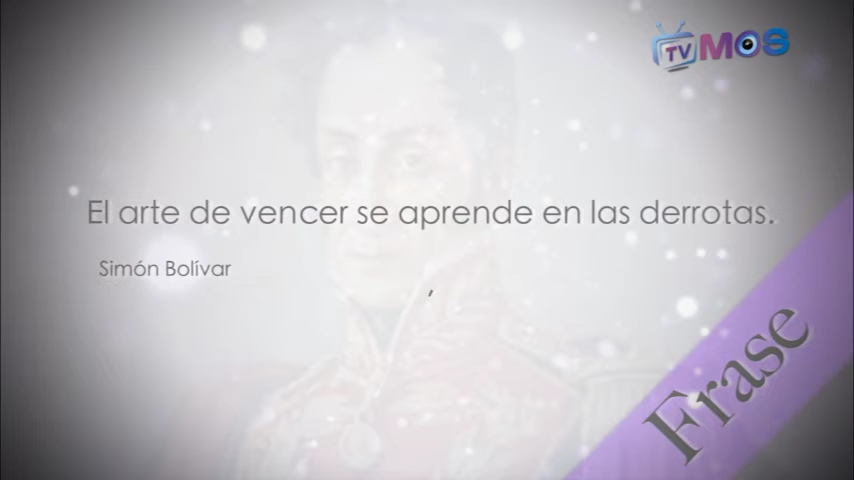 TV MOS
El arte de vencer se aprende en las derrotas.
Simón Bolívar
,
Frase